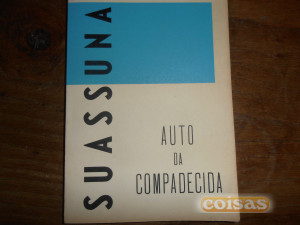 SUASSUNA
AUTO
DA
COMPADECIDA
coisas